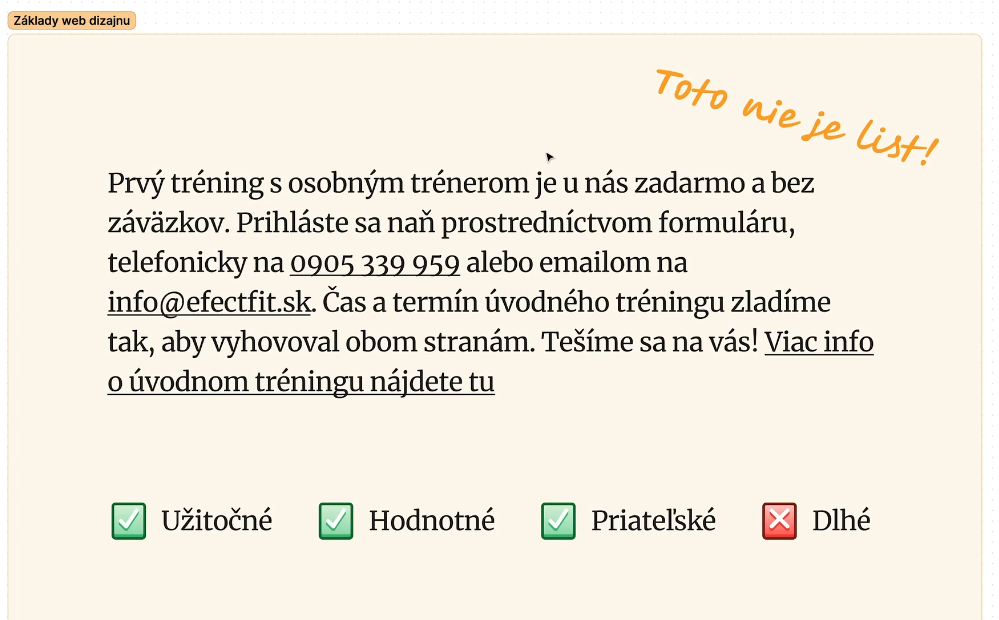 Základy web dizajnu
Toto nie je list!
Prvý tréning s osobným trénerom je u nás zadarmo a bez
záväzkov. Prihláste sa naň prostredníctvom formuláru,
telefonicky na 0905 339 959 alebo emailom na
info@efectfit.sk. Čas a termín úvodného tréningu zladíme
tak, aby vyhovoval obom stranám. Tešíme sa na vás! Viac info
o úvodnom tréningu nájdete tu
Užitočné Hodnotné Priateľské Dlhé